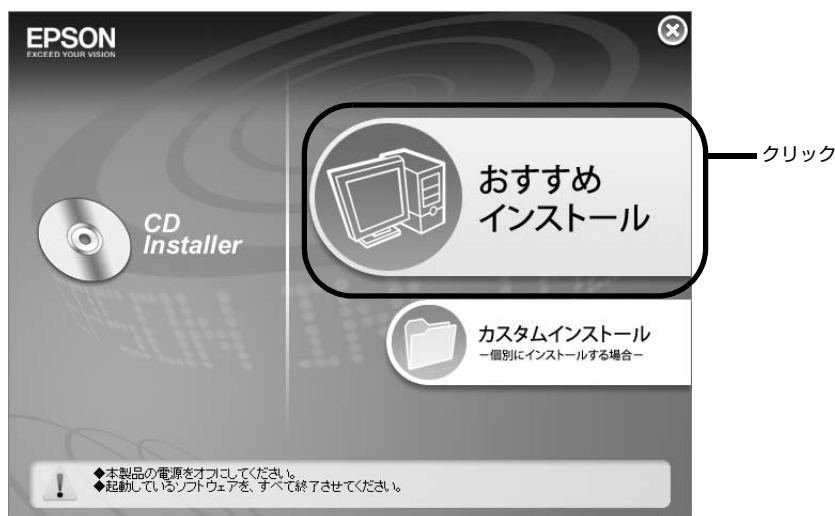 EPSON
EXCEED YOUR VISION
CD
Installer
おすすめ
インストール
クリック
カスタムインストール
－個別にインストールする場合－
◆本製品の電源をオフにしてください。
◆起動しているソフトウェアを、すべて終了させてください。